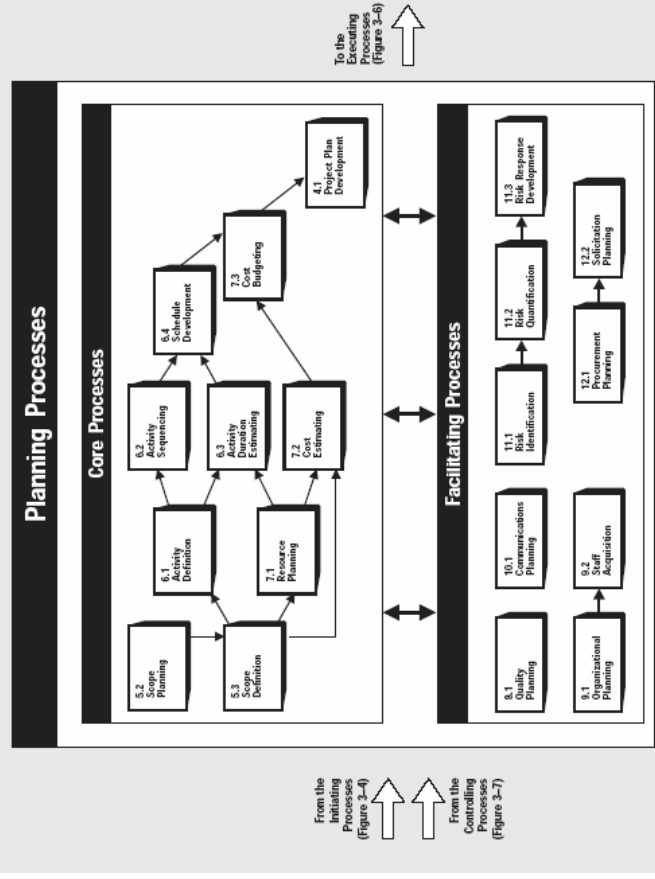 Planning Processes
Core Processes
5.2
Scope
Planning
5.3
Scope
Definition
6.1
Activity
Definition
7.1
Resource
Planning
6.2
Activity
Sequencing
6.3
Activity
Duration
Estimating
7.2
Cost
Estimating
6.4
Schedule
Development
7.3
Cost
Budgeting
4.1
Project Plan
Development
Facilitating Processes
8.1
Quality
Planning
10.1
Communications
Planning
11.1
Risk
Identification
11.2
Risk
Quantification
11.3
Risk Response
Development
9.1
Organizational
Planning
9.2
Staff
Acquisition
12.1
Procurement
Planning
12.2
Solicitation
Planning
From the
Initiating
Processes
(Figure 3–4)
From the
Controlling
Processes
(Figure 3–7)
To the
Executing
Processes
(Figure 3–6)